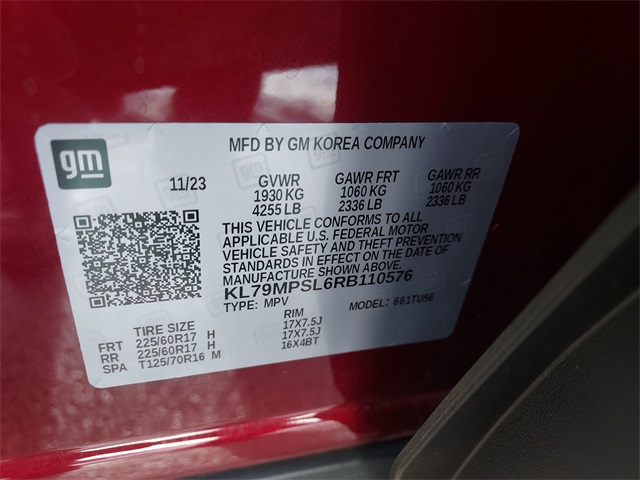 gm
MFD BY GM KOREA COMPANY
11/23 GVWR GAWR FRT GAWR RR
1930 KG 1060 KG 1060 KG
4255 LB 2336 LB 2336 LB
THIS VEHICLE CONFORMS TO ALL
APPLICABLE U.S. FEDERAL MOTOR
VEHICLE SAFETY AND THEFT PREVENTION
STANDARDS IN EFFECT ON THE DATE OF
MANUFACTURE SHOWN ABOVE.
KL79MPSL6RB110576
TYPE: MPV MODEL: 661TU56
TIRE SIZE RIM
FRT 225/60R17 H 17X7.5J
RR 225/60R17 H 17X7.5J
SPA T125/70R16 M 16X4BT